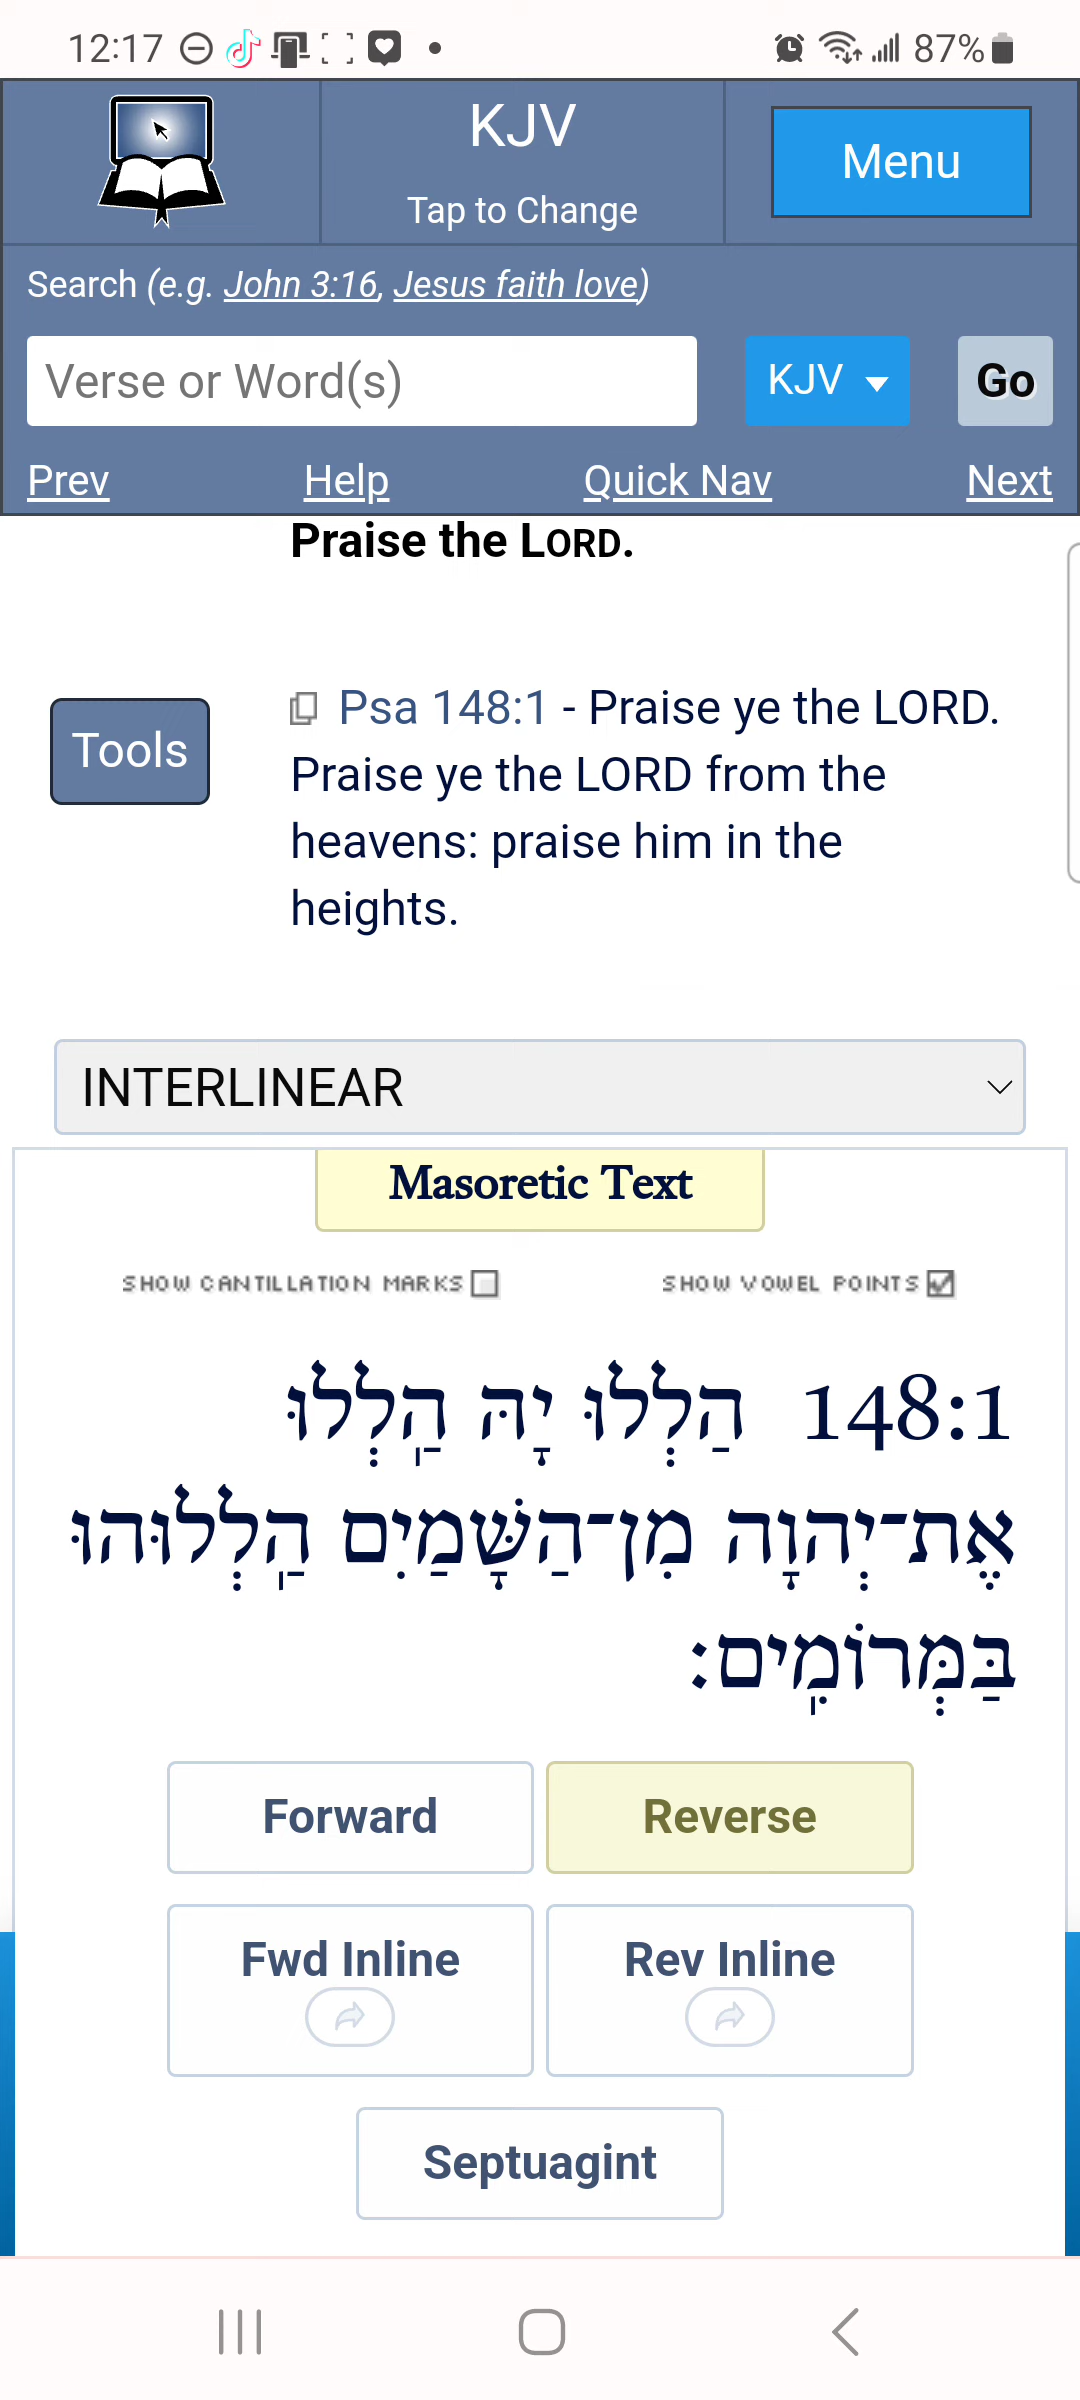 12:17 87%
KJV
Tap to Change
Menu
Search (e.g. John 3:16, Jesus faith love)
Verse or Word(s)
KJV
Go
Prev Help Quick Nav Next
Praise the LORD.
Tools
Psa 148:1 - Praise ye the LORD.
Praise ye the LORD from the
heavens: praise him in the
heights.
INTERLINEAR
Masoretic Text
SHOW CANTILLATION MARKS SHOW VOWEL POINTS
148:1 הַלְלוּ יָהּ הַֽלְלוּ
אֶת־יְהוָה מִן־הַשָּׁמַיִם הַֽלְלוּהוּ
בַּמְּרוֹמִֽים׃
Forward Reverse
Fwd Inline Rev Inline
Septuagint